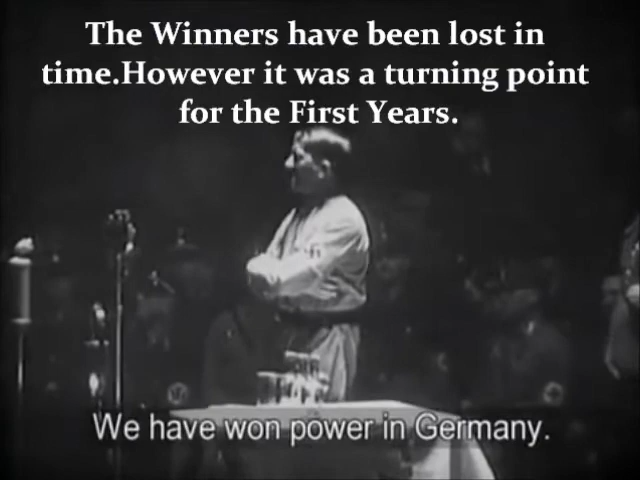 The Winners have been lost in
time.However it was a turning point
for the First Years.
We have won power in Germany.